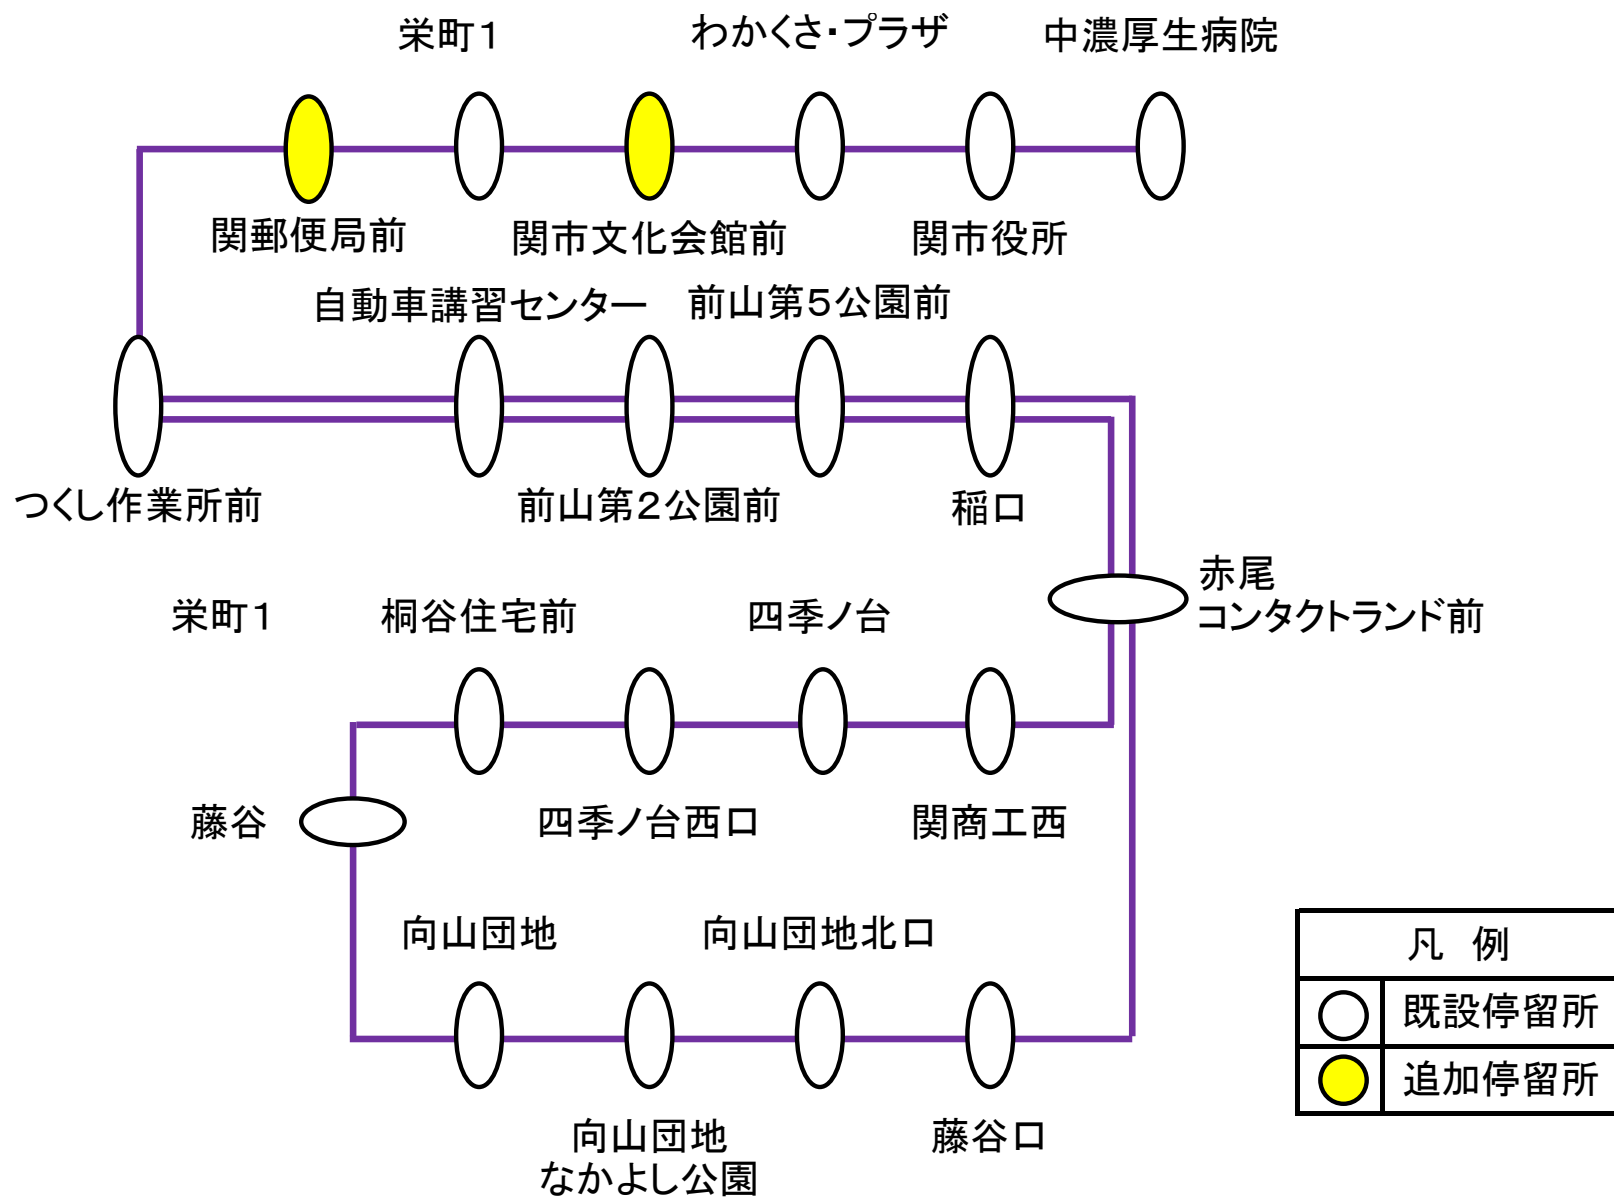 栄町１
わかくさ・プラザ
中濃厚生病院
関郵便局前
関市文化会館前
関市役所
自動車講習センター
前山第５公園前
つくし作業所前
前山第２公園前
稲口
赤尾
コンタクトランド前
栄町１
桐谷住宅前
四季ノ台
藤谷
四季ノ台西口
関商工西
向山団地
向山団地北口
向山団地
なかよし公園
藤谷口
凡 例
既設停留所
追加停留所